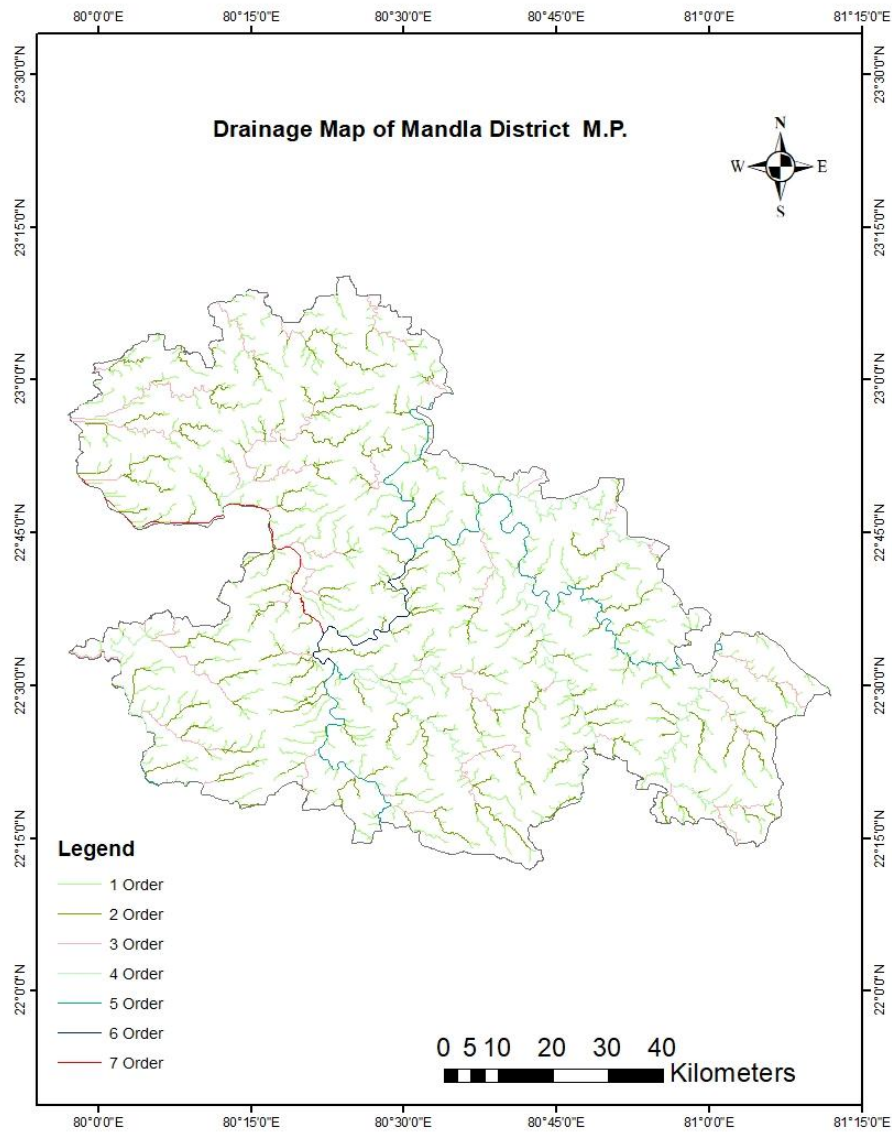 80°0'0"E 80°15'0"E 80°30'0"E 80°45'0"E 81°0'0"E 81°15'0"E
Drainage Map of Mandla District M.P.
N
W E
S
23°30'0"N 23°30'0"N
23°15'0"N 23°15'0"N
23°0'0"N 23°0'0"N
22°45'0"N 22°45'0"N
22°30'0"N 22°30'0"N
22°15'0"N 22°15'0"N
22°0'0"N 22°0'0"N
Legend
1 Order
2 Order
3 Order
4 Order
5 Order
6 Order
7 Order
0 5 10 20 30 40
Kilometers
80°0'0"E 80°15'0"E 80°30'0"E 80°45'0"E 81°0'0"E 81°15'0"E